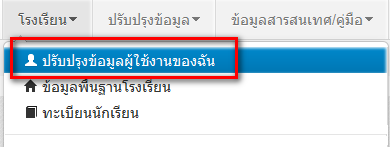 โรงเรียน ปรับปรุงข้อมูล ข้อมูลสารสนเทศ/คู่มือ
ปรับปรุงข้อมูลผู้ใช้งานของฉัน
ข้อมูลพื้นฐานโรงเรียน
ทะเบียนนักเรียน